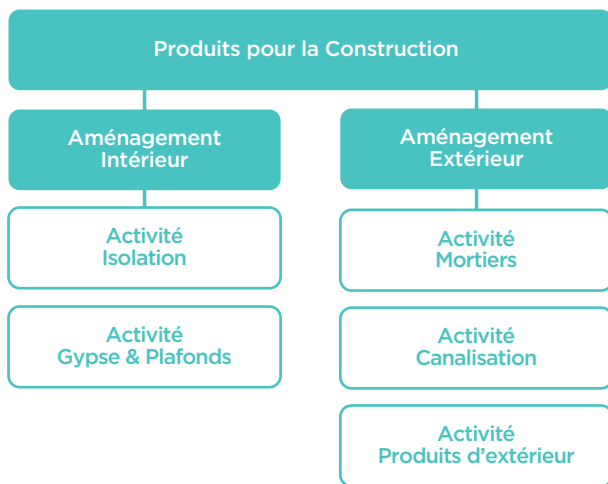 Produits pour la Construction
Aménagement
Intérieur
Aménagement
Extérieur
Activité
Isolation
Activité
Mortiers
Activité
Gypse & Plafonds
Activité
Canalisation
Activité
Produits d’extérieur